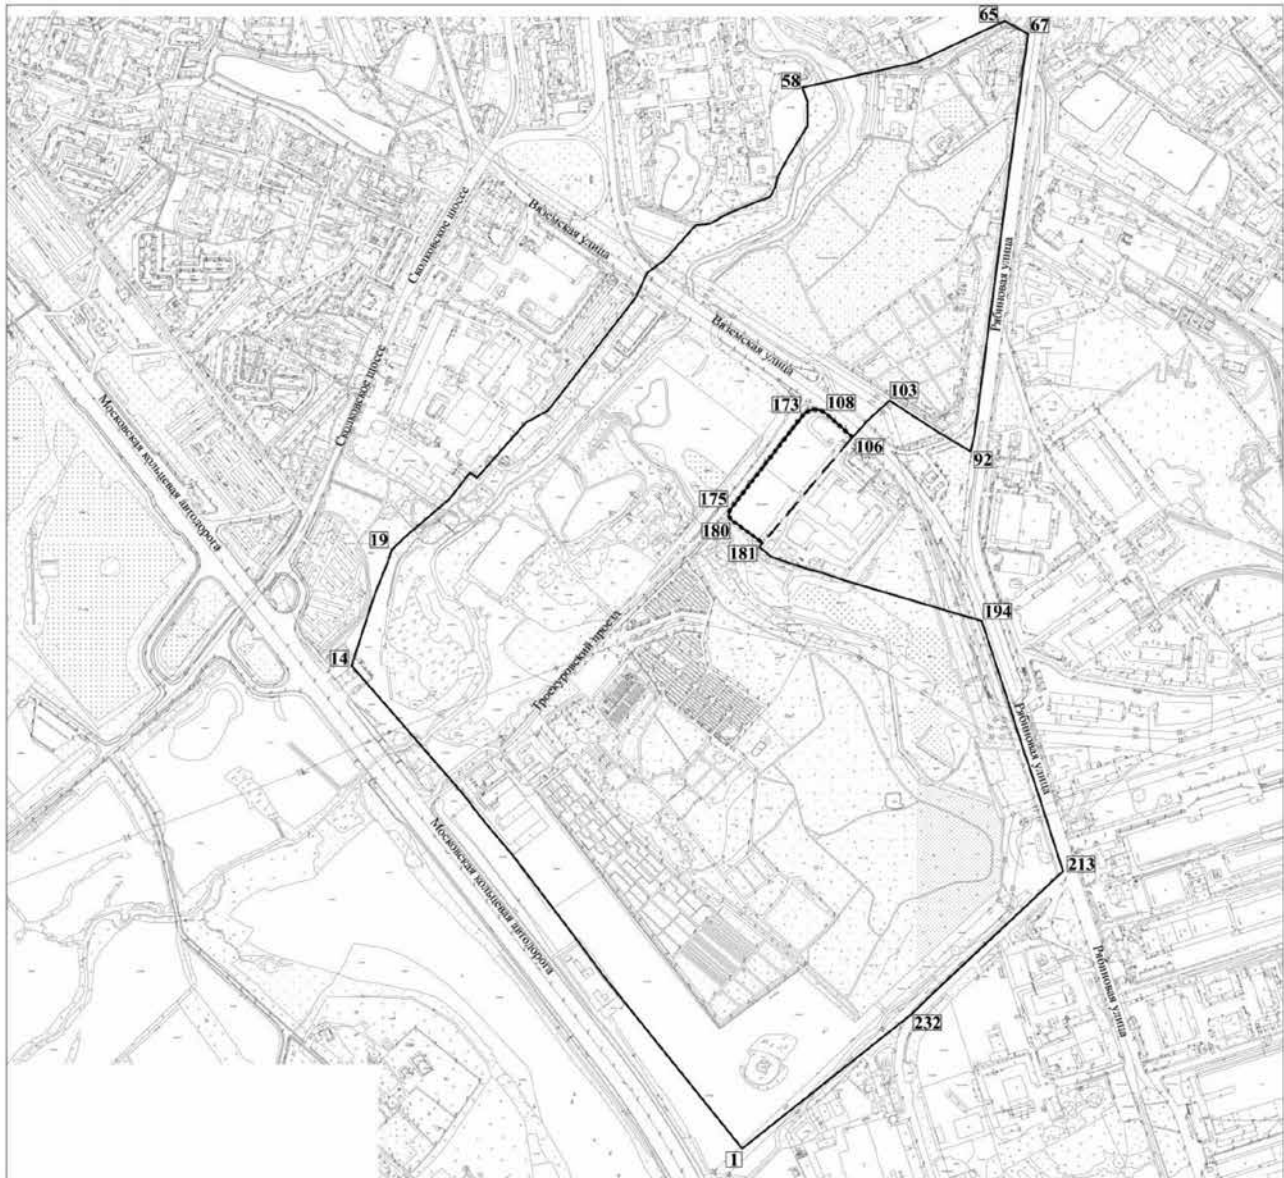 65
67
58
Вяземская улица
Сколковское шоссе
Рябиновая улица
Вяземская улица
Сколковское шоссе
103
173
108
106
92
Московская кольцевая автодорога
175
180
181
19
194
14
Троекуровский проезд
Рябиновая улица
Московская кольцевая автодорога
213
Рябиновая улица
232
1